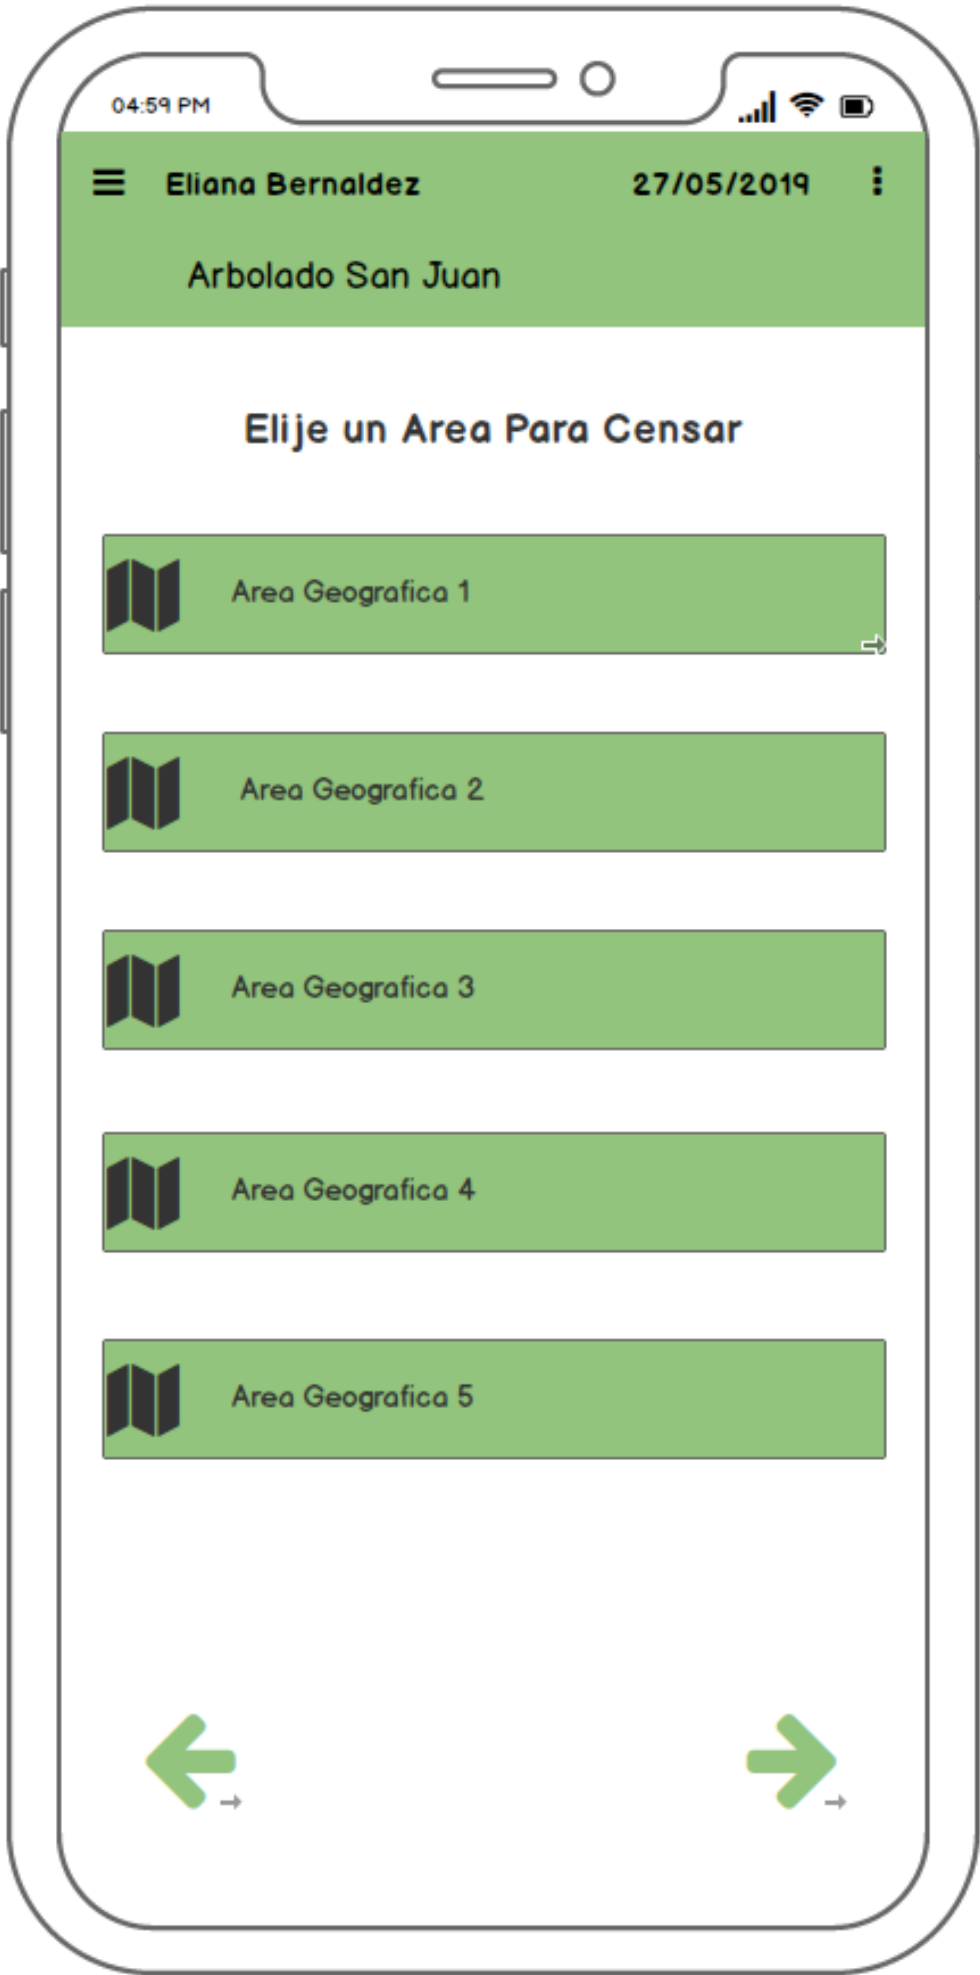 04:59 PM
Eliana Bernaldez 27/05/2019
Arbolado San Juan
Elije un Area Para Censar
Area Geografica 1
Area Geografica 2
Area Geografica 3
Area Geografica 4
Area Geografica 5